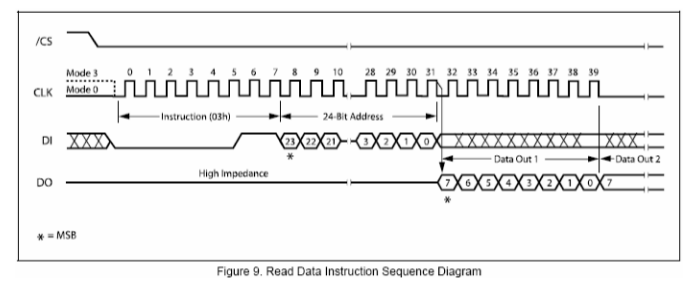 /CS
Mode 3 0 1 2 3 4 5 6 7 8 9 10 28 29 30 31 32 33 34 35 36 37 38 39
CLK Mode 0
Instruction (03h) 24-Bit Address
DI 23 22 21 3 2 1 0
* Data Out 1 Data Out 2
High Impedance
DO 7 6 5 4 3 2 1 0 7
*
* = MSB
Figure 9. Read Data Instruction Sequence Diagram